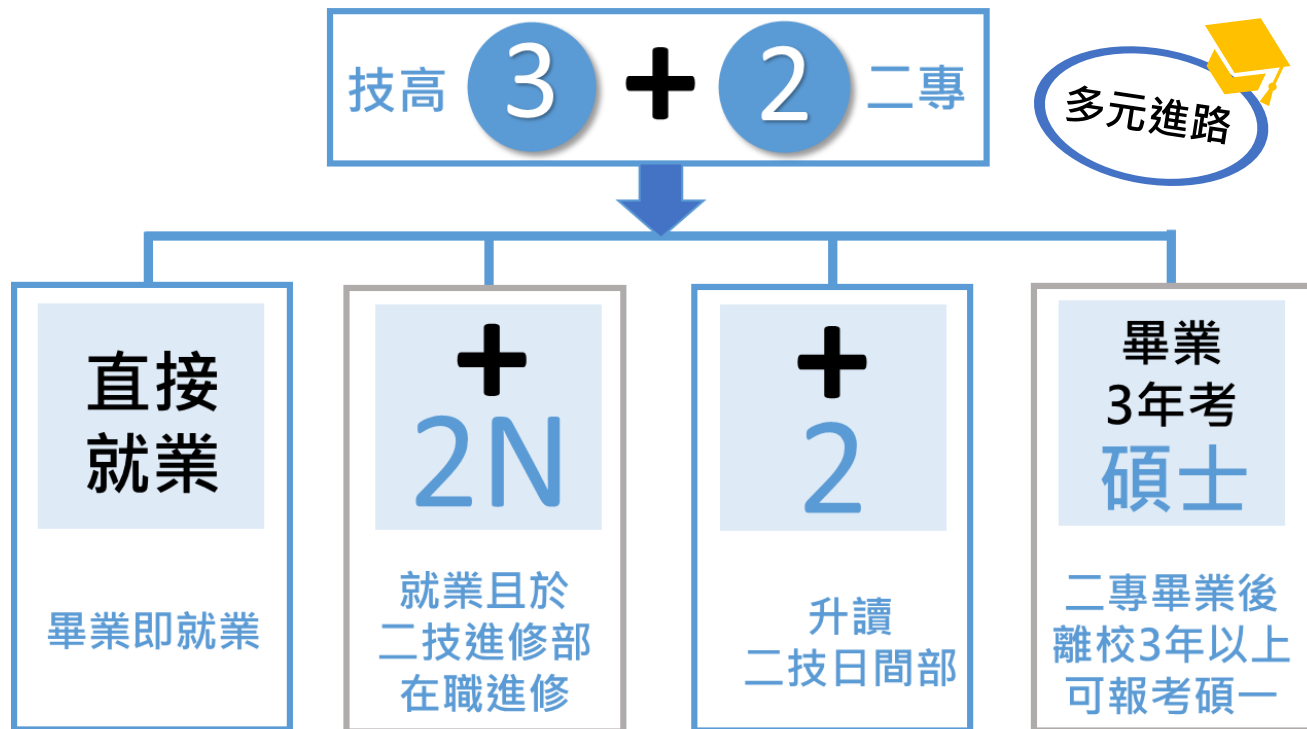 技高 3 + 2 二專
多元進路
直接
就業
畢業即就業
+
2N
就業且於
二技進修部
在職進修
+
2
升讀
二技日間部
畢業
3年考
碩士
二專畢業後
離校3年以上
可報考碩一